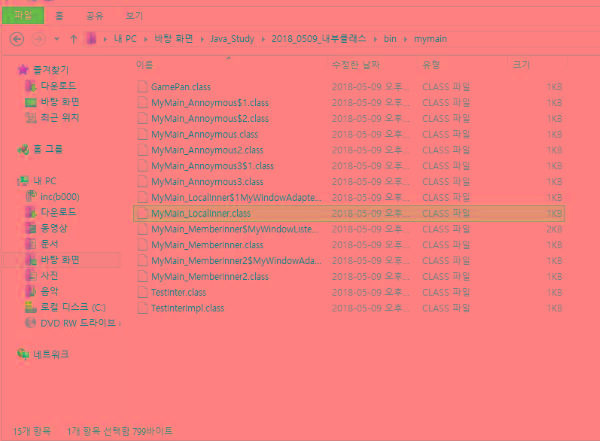 파일 홈 공유 보기
내 PC › 바탕 화면 › Java_Study › 2018_0509_내부클래스 › bin › mymain
이름 수정한 날짜 유형 크기
즐겨찾기
다운로드
바탕 화면
최근 위치
홈 그룹
내 PC
inc(b000)
다운로드
동영상
문서
바탕 화면
사진
음악
로컬 디스크 (C:)
DVD RW 드라이브
네트워크
GamePan.class 2018-05-09 오후... CLASS 파일 1KB
MyMain_Annoymous$1.class 2018-05-09 오후... CLASS 파일 1KB
MyMain_Annoymous$2.class 2018-05-09 오후... CLASS 파일 1KB
MyMain_Annoymous.class 2018-05-09 오후... CLASS 파일 1KB
MyMain_Annoymous2.class 2018-05-09 오후... CLASS 파일 1KB
MyMain_Annoymous3$1.class 2018-05-09 오후... CLASS 파일 1KB
MyMain_Annoymous3.class 2018-05-09 오후... CLASS 파일 1KB
MyMain_LocalInner$1MyWindowAdapte... 2018-05-09 오후... CLASS 파일 1KB
MyMain_LocalInner.class 2018-05-09 오후... CLASS 파일 1KB
MyMain_MemberInner$MyWindowListe... 2018-05-09 오후... CLASS 파일 2KB
MyMain_MemberInner.class 2018-05-09 오후... CLASS 파일 1KB
MyMain_MemberInner2$MyWindowAda... 2018-05-09 오후... CLASS 파일 1KB
MyMain_MemberInner2.class 2018-05-09 오후... CLASS 파일 1KB
TestInter.class 2018-05-09 오후... CLASS 파일 1KB
TestInterImpl.class 2018-05-09 오후... CLASS 파일 1KB
15개 항목 1개 항목 선택함 799바이트